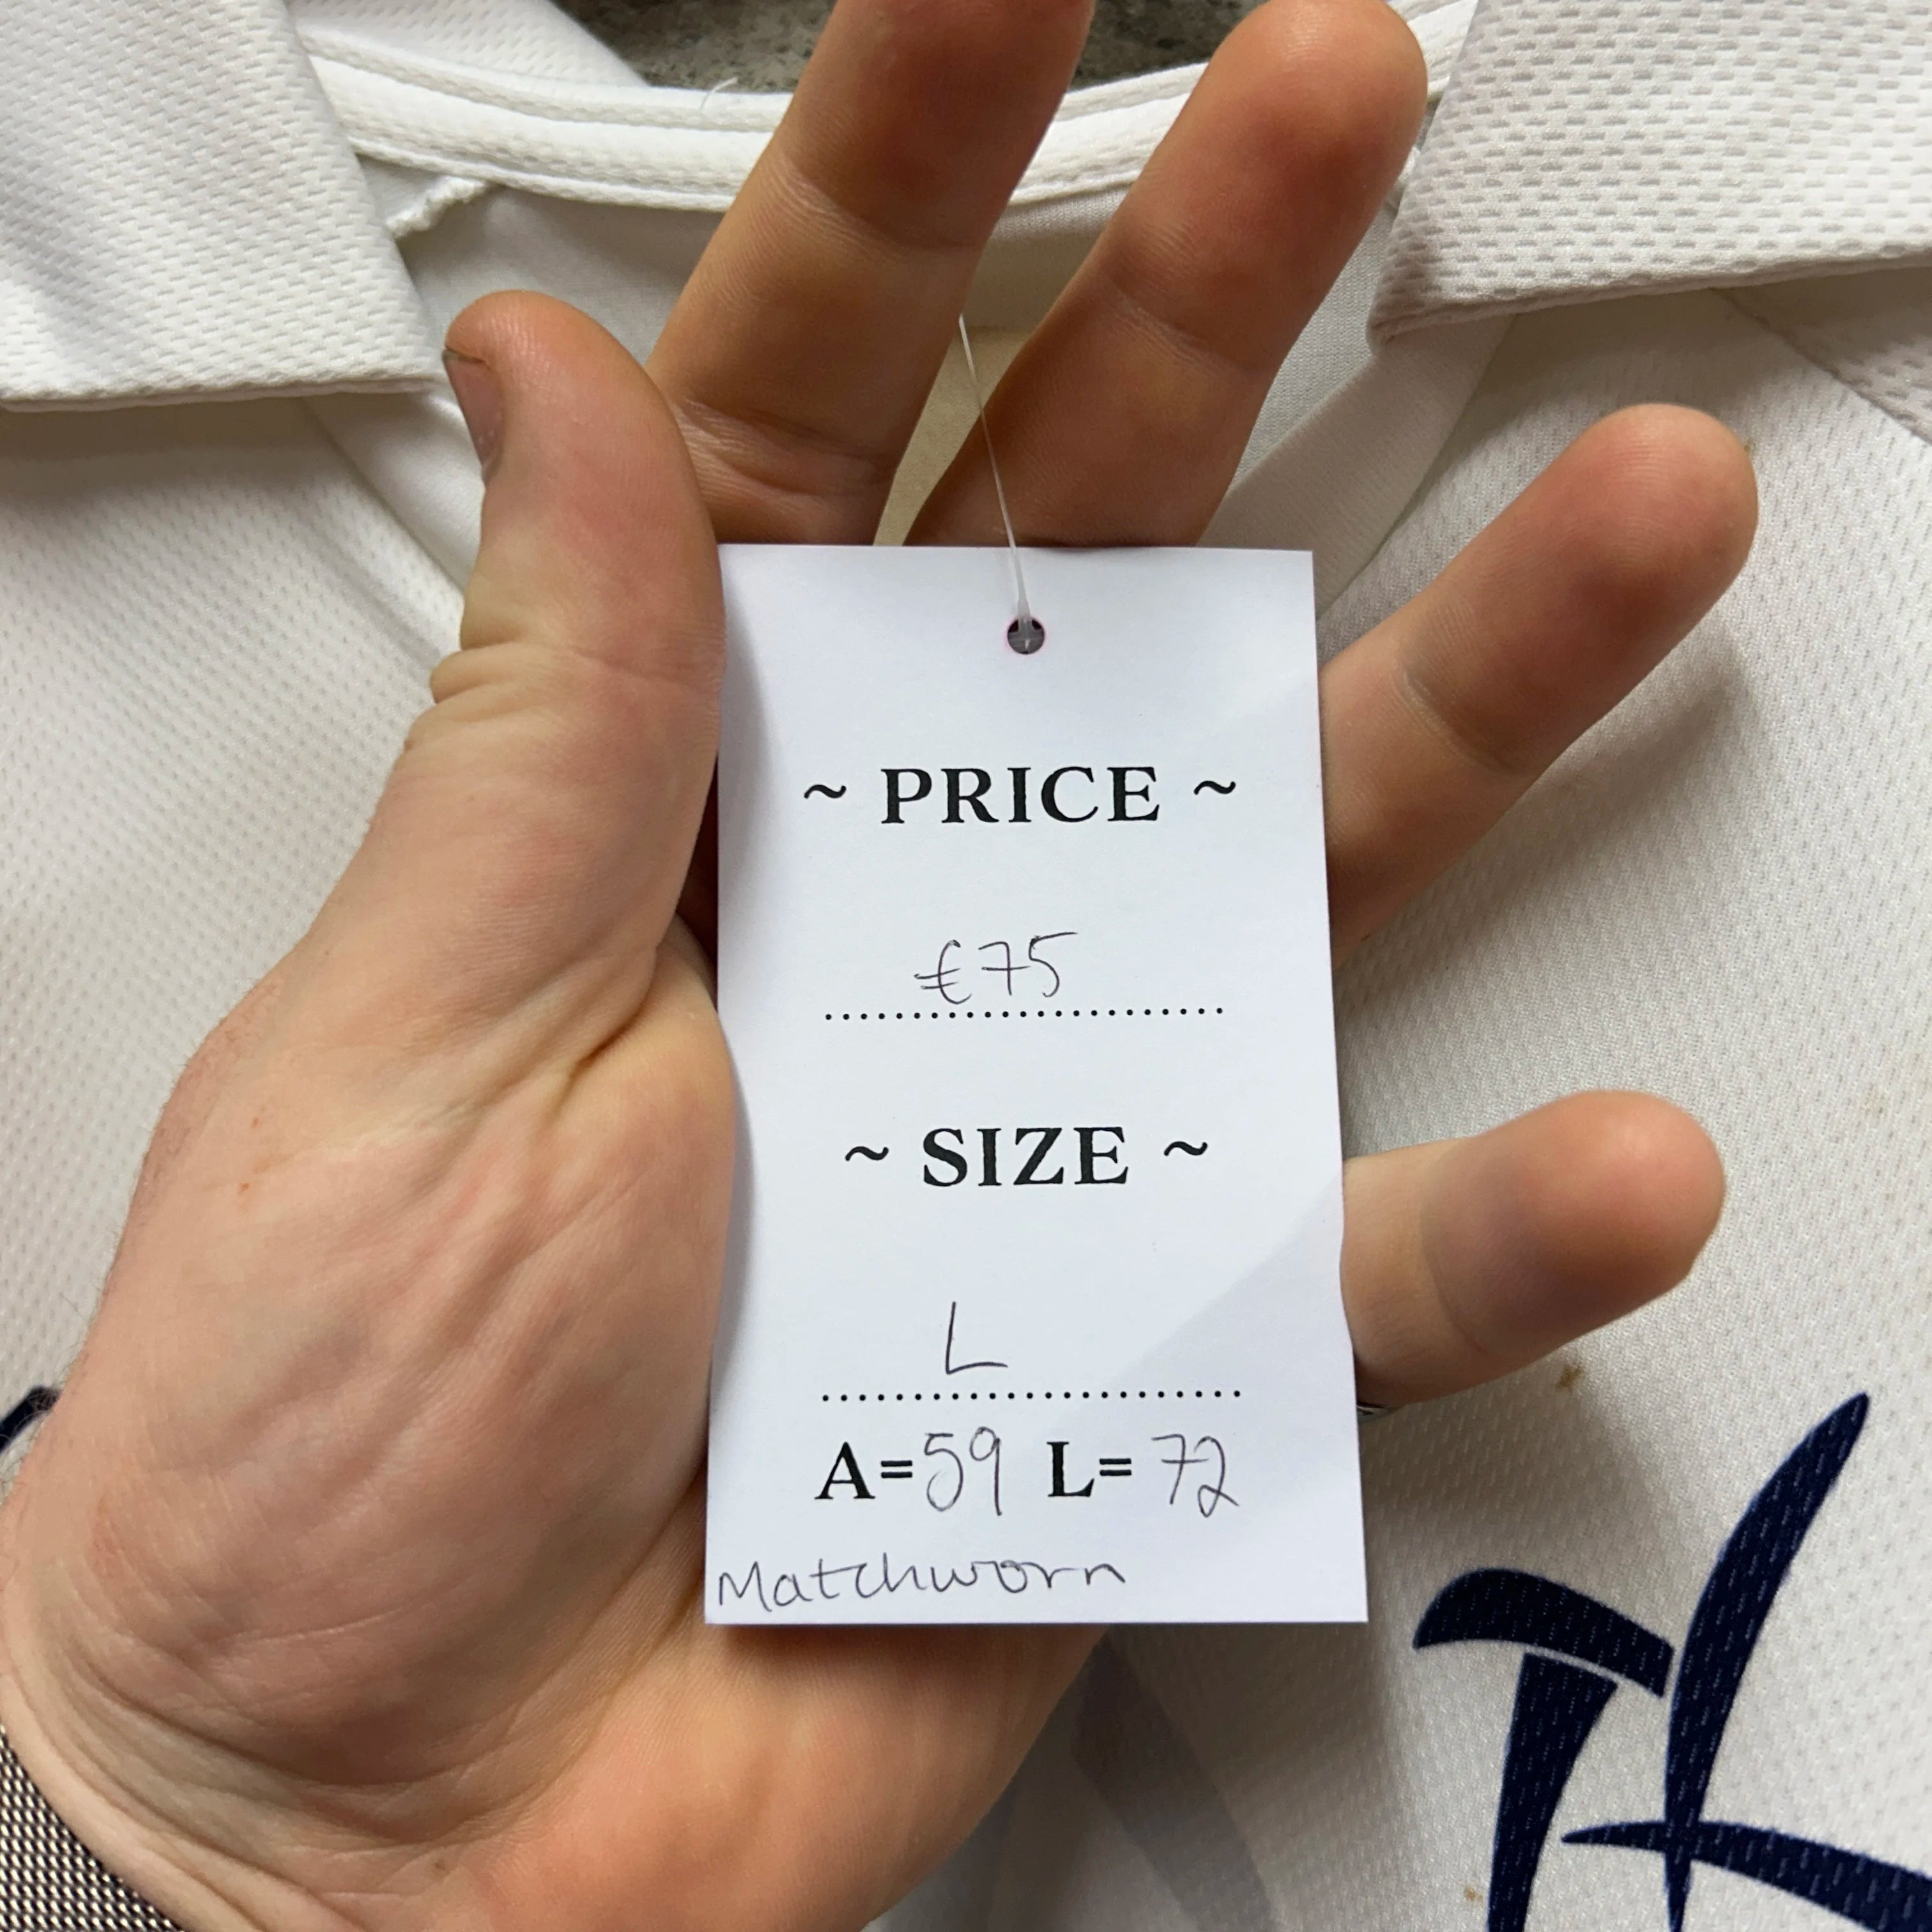 ~ PRICE ~
€75
~ SIZE ~
L
A=59 L=72
Matchworn